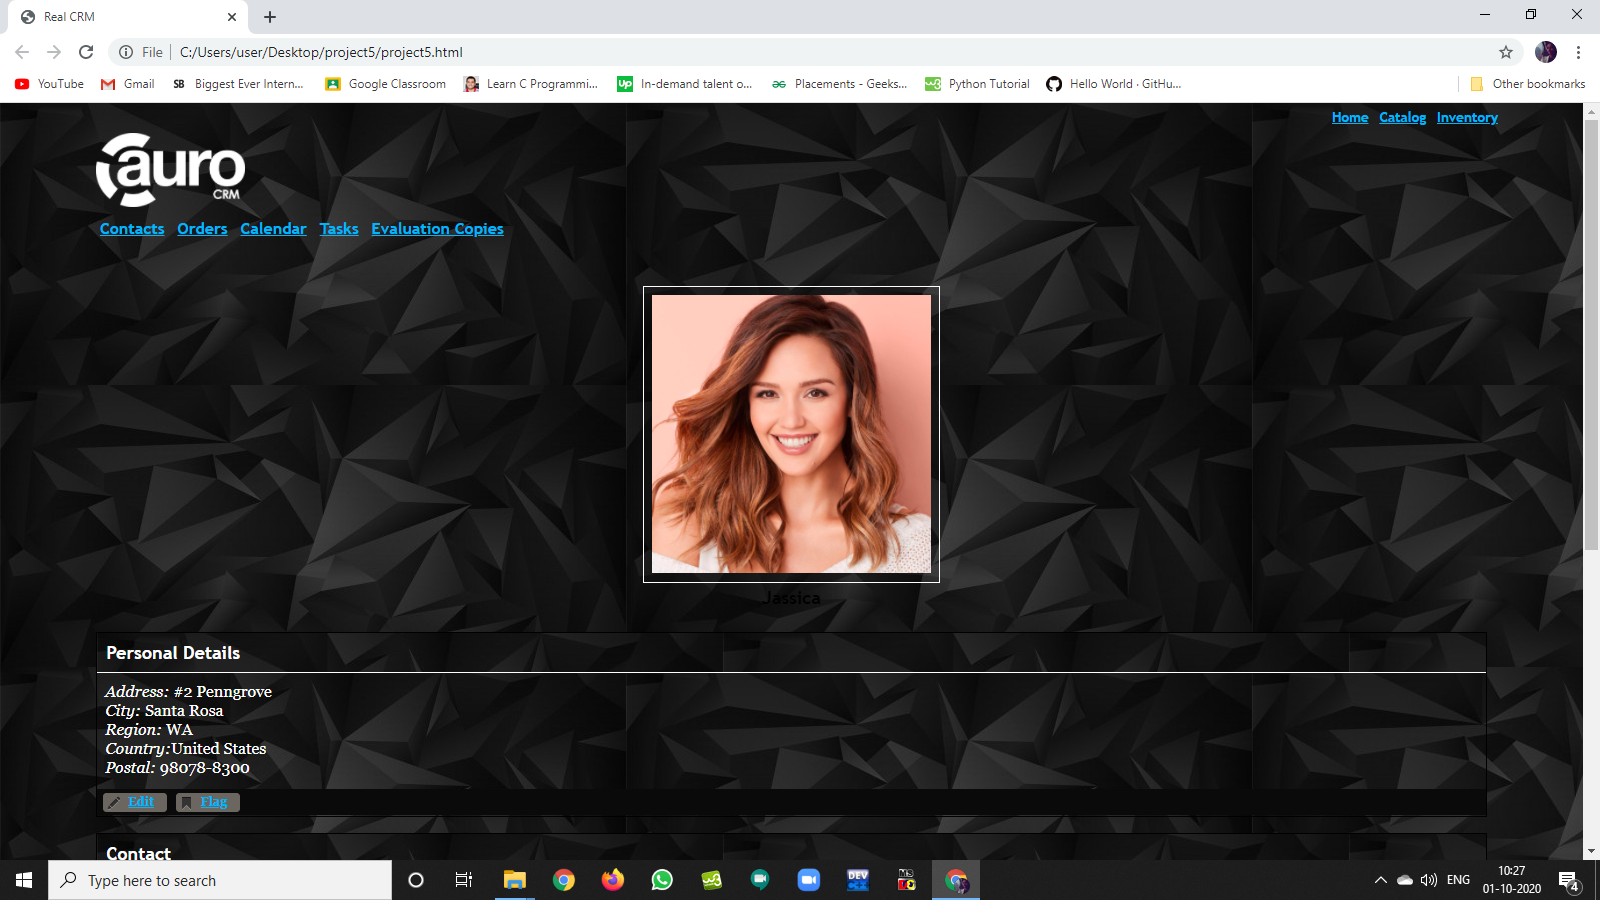 Real CRM
File
C:/Users/user/Desktop/project5/project5.html
YouTube
Gmail
SB
Biggest Ever Intern...
Google Classroom
Learn C Programmi...
Up
In-demand talent o...
Placements - Geeks...
Python Tutorial
Hello World · GitHu...
Other bookmarks
Home Catalog Inventory
auro
CRM
Contacts Orders Calendar Tasks Evaluation Copies
Jassica
Personal Details
Address: #2 Penngrove
City: Santa Rosa
Region: WA
Country:United States
Postal: 98078-8300
Edit Flag
Contact
Type here to search
DEV
C++
ENG
10:27
01-10-2020
4